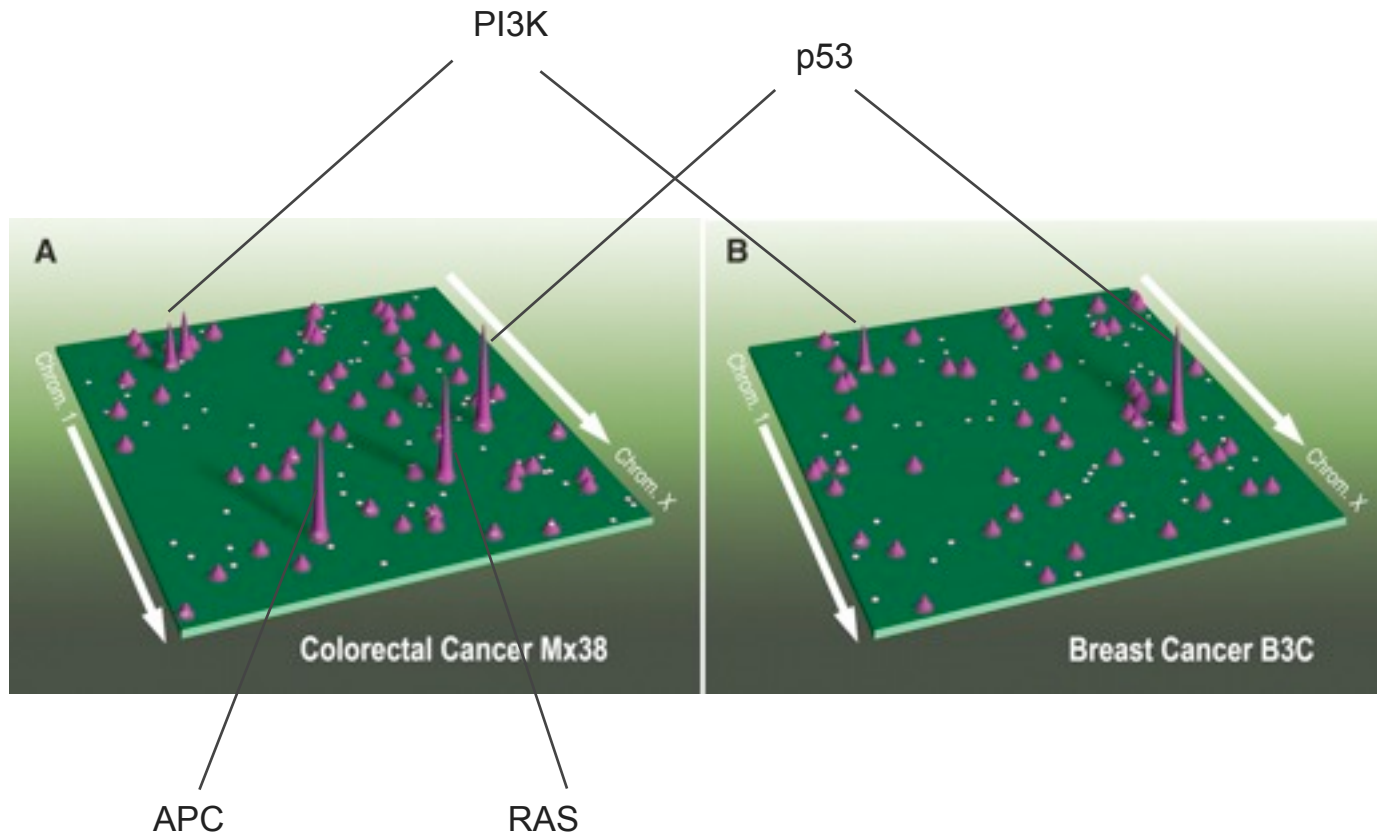 PI3K
p53
A
B
Chrom. 1
Chrom. X
Chrom. 1
Chrom. X
Colorectal Cancer Mx38
Breast Cancer B3C
APC
RAS